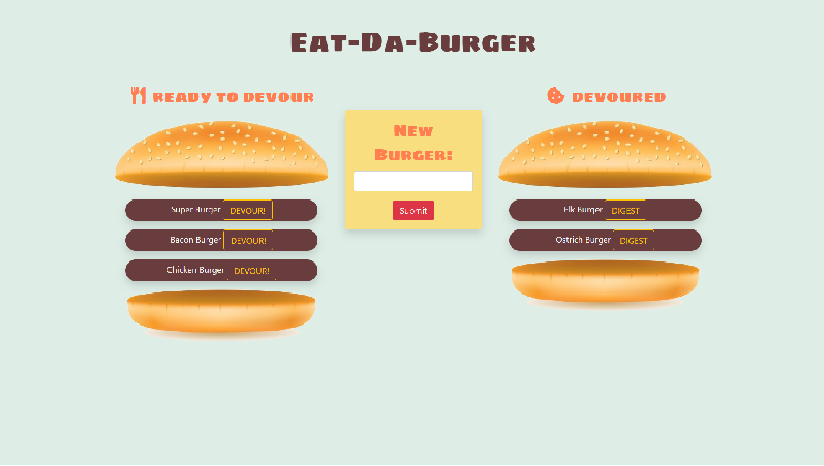 Eat-Da-Burger
READY TO DEVOUR
Super Burger DEVOUR!
Bacon Burger DEVOUR!
Chicken Burger DEVOUR!
New
Burger:
Submit
DEVOURED
Elk Burger DIGEST
Ostrich Burger DIGEST